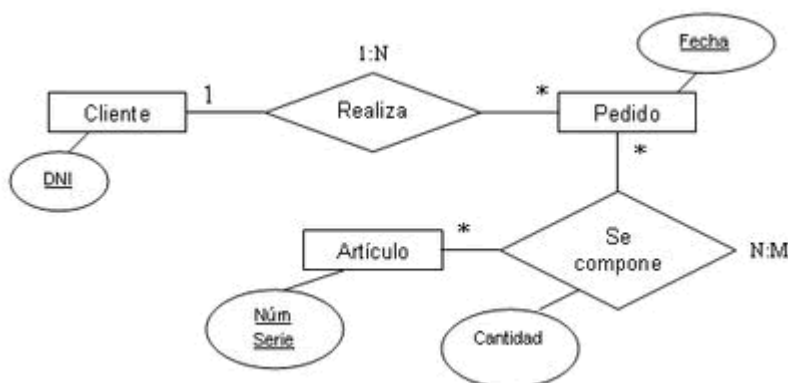 Fecha
1:N
Cliente
1
Realiza
*
Pedido
*
DNI
Artículo
*
Se
compone
N:M
Núm
Serie
Cantidad